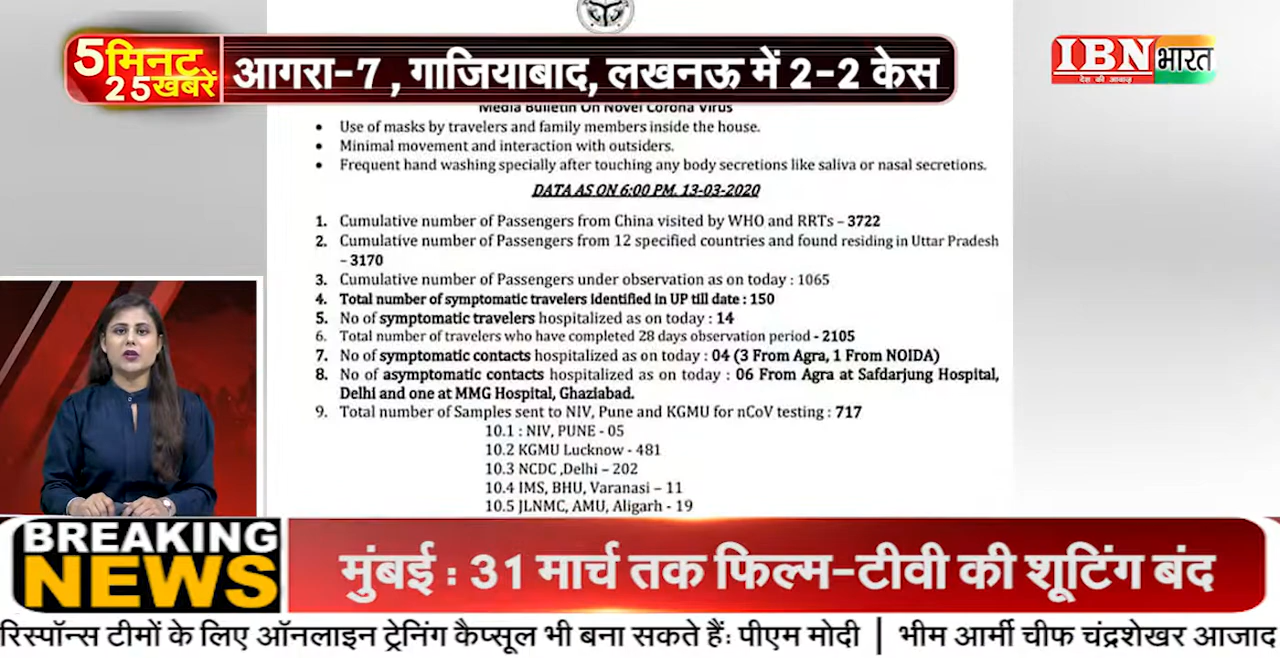 5 मिनट
25 खबरें
आगरा-7 , गाजियाबाद, लखनऊ में 2-2 केस
IBN भारत
देश की आवाज़
Media Bulletin On Novel Corona Virus
• Use of masks by travelers and family members inside the house.
• Minimal movement and interaction with outsiders.
• Frequent hand washing specially after touching any body secretions like saliva or nasal secretions.
DATA AS ON 6:00 PM, 13-03-2020
1. Cumulative number of Passengers from China visited by WHO and RRTs – 3722
2. Cumulative number of Passengers from 12 specified countries and found residing in Uttar Pradesh
– 3170
3. Cumulative number of Passengers under observation as on today : 1065
4. Total number of symptomatic travelers identified in UP till date : 150
5. No of symptomatic travelers hospitalized as on today : 14
6. Total number of travelers who have completed 28 days observation period - 2105
7. No of symptomatic contacts hospitalized as on today : 04 (3 From Agra, 1 From NOIDA)
8. No of asymptomatic contacts hospitalized as on today : 06 From Agra at Safdarjung Hospital,
Delhi and one at MMG Hospital, Ghaziabad.
9. Total number of Samples sent to NIV, Pune and KGMU for nCoV testing : 717
10.1 : NIV, PUNE - 05
10.2 KGMU Lucknow - 481
10.3 NCDC ,Delhi – 202
10.4 IMS, BHU, Varanasi – 11
10.5 JLNMC, AMU, Aligarh - 19
BREAKING
NEWS
मुंबई : 31 मार्च तक फिल्म-टीवी की शूटिंग बंद
रिस्पॉन्स टीमों के लिए ऑनलाइन ट्रेनिंग कैप्सूल भी बना सकते हैं: पीएम मोदी | भीम आर्मी चीफ चंद्रशेखर आजाद